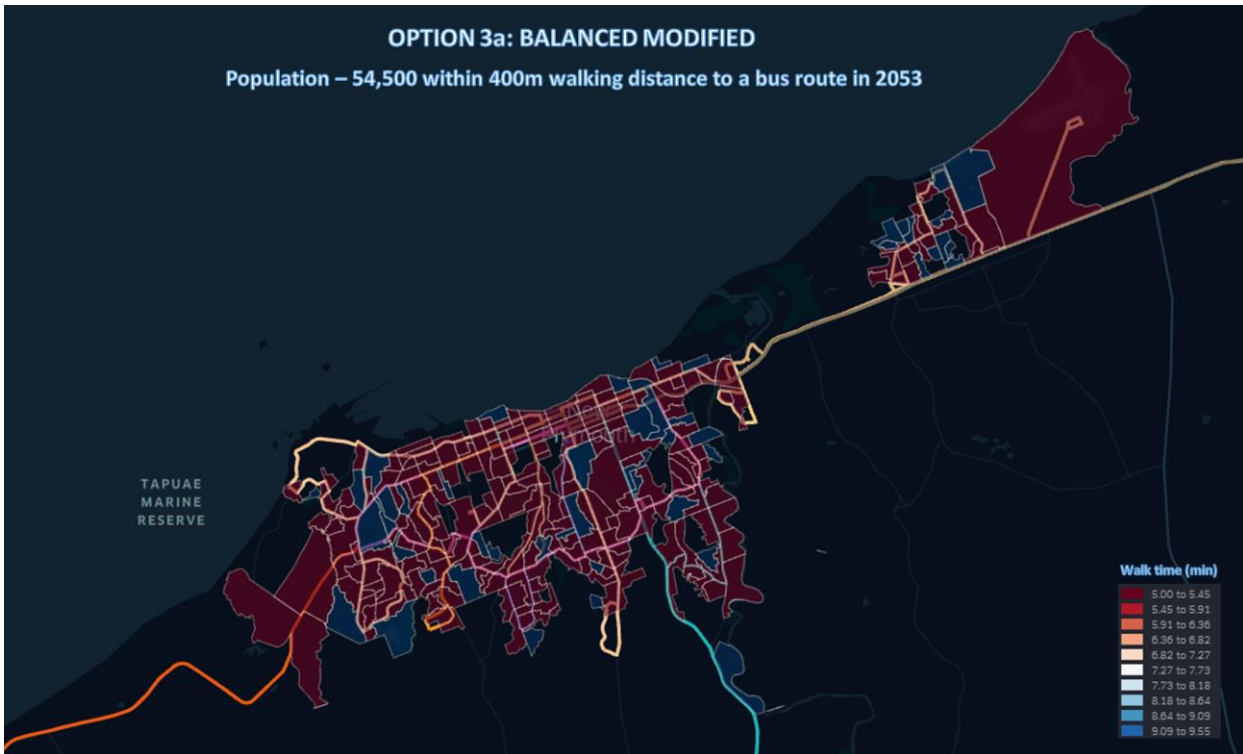 OPTION 3a: BALANCED MODIFIED
Population – 54,500 within 400m walking distance to a bus route in 2053
TAPUAE
MARINE
RESERVE
Walk time (min)
5.00 to 5.45
5.45 to 5.91
5.91 to 6.36
6.36 to 6.82
6.82 to 7.27
7.27 to 7.73
7.73 to 8.18
8.18 to 8.64
8.64 to 9.09
9.09 to 9.55